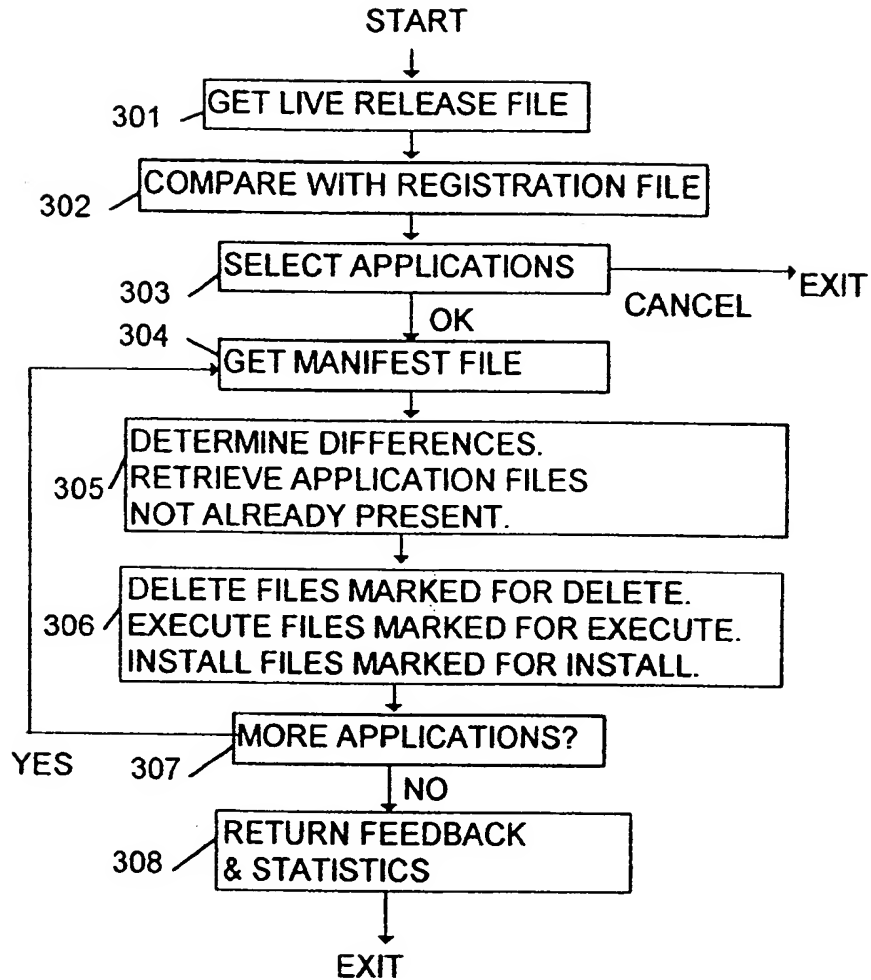 START
301
GET LIVE RELEASE FILE
302
COMPARE WITH REGISTRATION FILE
303
SELECT APPLICATIONS
CANCEL
EXIT
OK
304
GET MANIFEST FILE
305
DETERMINE DIFFERENCES.
RETRIEVE APPLICATION FILES
NOT ALREADY PRESENT.
306
DELETE FILES MARKED FOR DELETE.
EXECUTE FILES MARKED FOR EXECUTE.
INSTALL FILES MARKED FOR INSTALL.
YES
307
MORE APPLICATIONS?
NO
308
RETURN FEEDBACK
& STATISTICS
EXIT